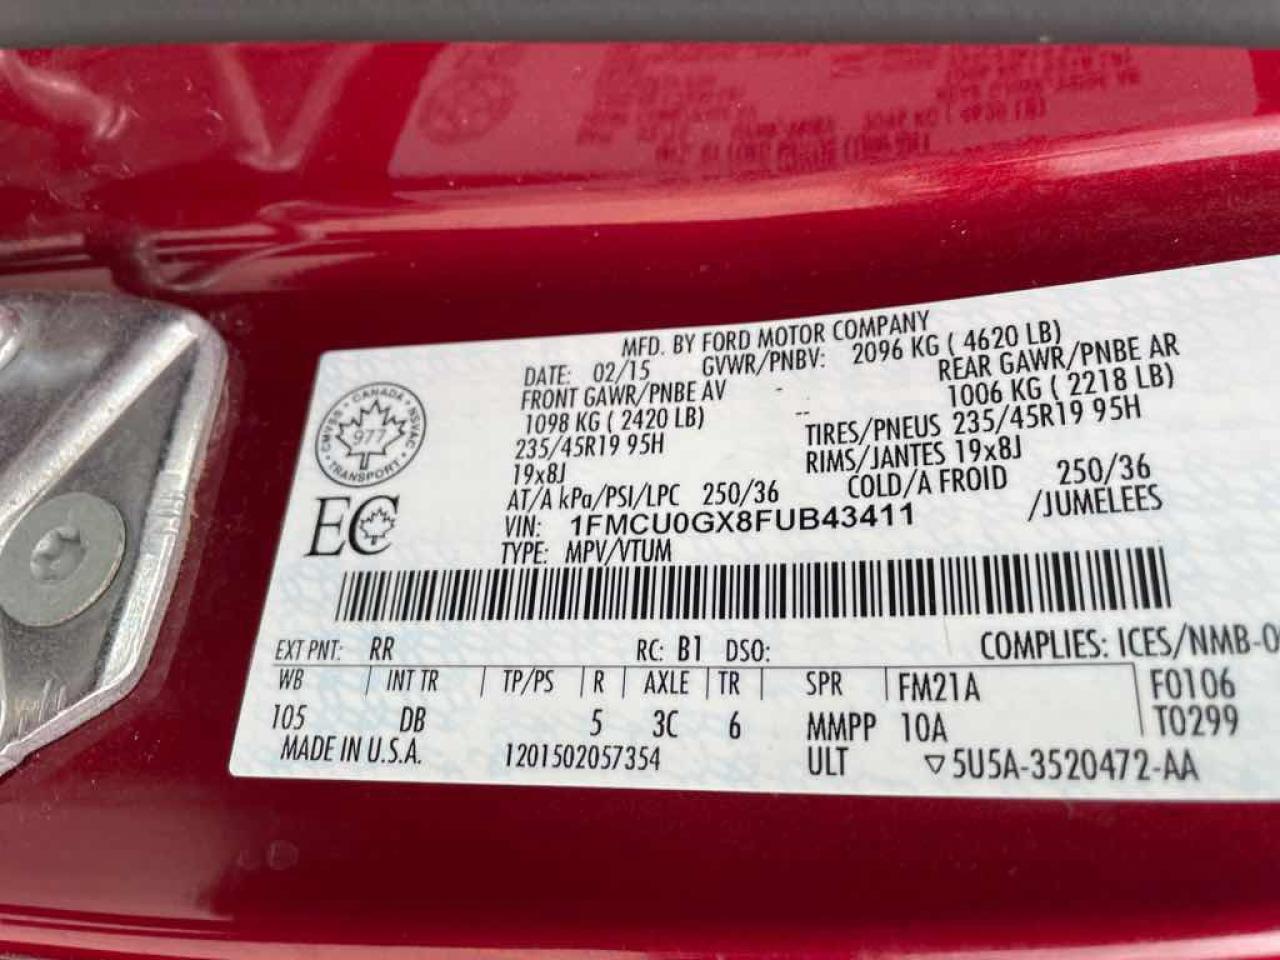 MFD. BY FORD MOTOR COMPANY
DATE: 02/15 GVWR/PNBV: 2096 KG ( 4620 LB)
FRONT GAWR/PNBE AV - REAR GAWR/PNBE AR
1098 KG ( 2420 LB) -- 1006 KG ( 2218 LB)
235/45R19 95H TIRES/PNEUS 235/45R19 95H
19x8J RIMS/JANTES 19x8J
AT/A kPa/PSI/LPC 250/36 COLD/A FROID 250/36
VIN: 1FMCU0GX8FUB43411 /JUMELEES
TYPE: MPV/VTUM
CANADA
CMVSS NSVAC
977
TRANSPORT
EC
EXT PNT: RR RC: B1 DSO: COMPLIES: ICES/NMB-0
WB | INT TR | TP/PS | R | AXLE | TR | SPR FM21A F0106
105 DB 5 3C 6 MMPP 10A T0299
MADE IN U.S.A. 1201502057354 ULT ▽5U5A-3520472-AA